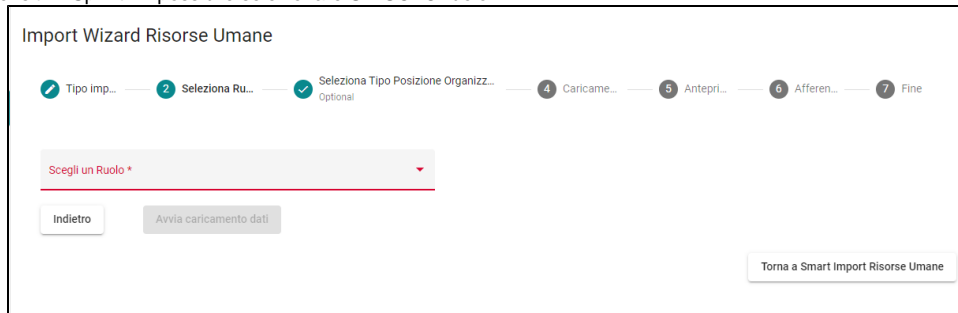 Import Wizard Risorse Umane
Tipo imp...
2 Seleziona Ru...
Seleziona Tipo Posizione Organizz...
Optional
4 Caricame...
5 Antepri...
6 Afferen...
7 Fine
Scegli un Ruolo *
Indietro
Avvia caricamento dati
Torna a Smart Import Risorse Umane